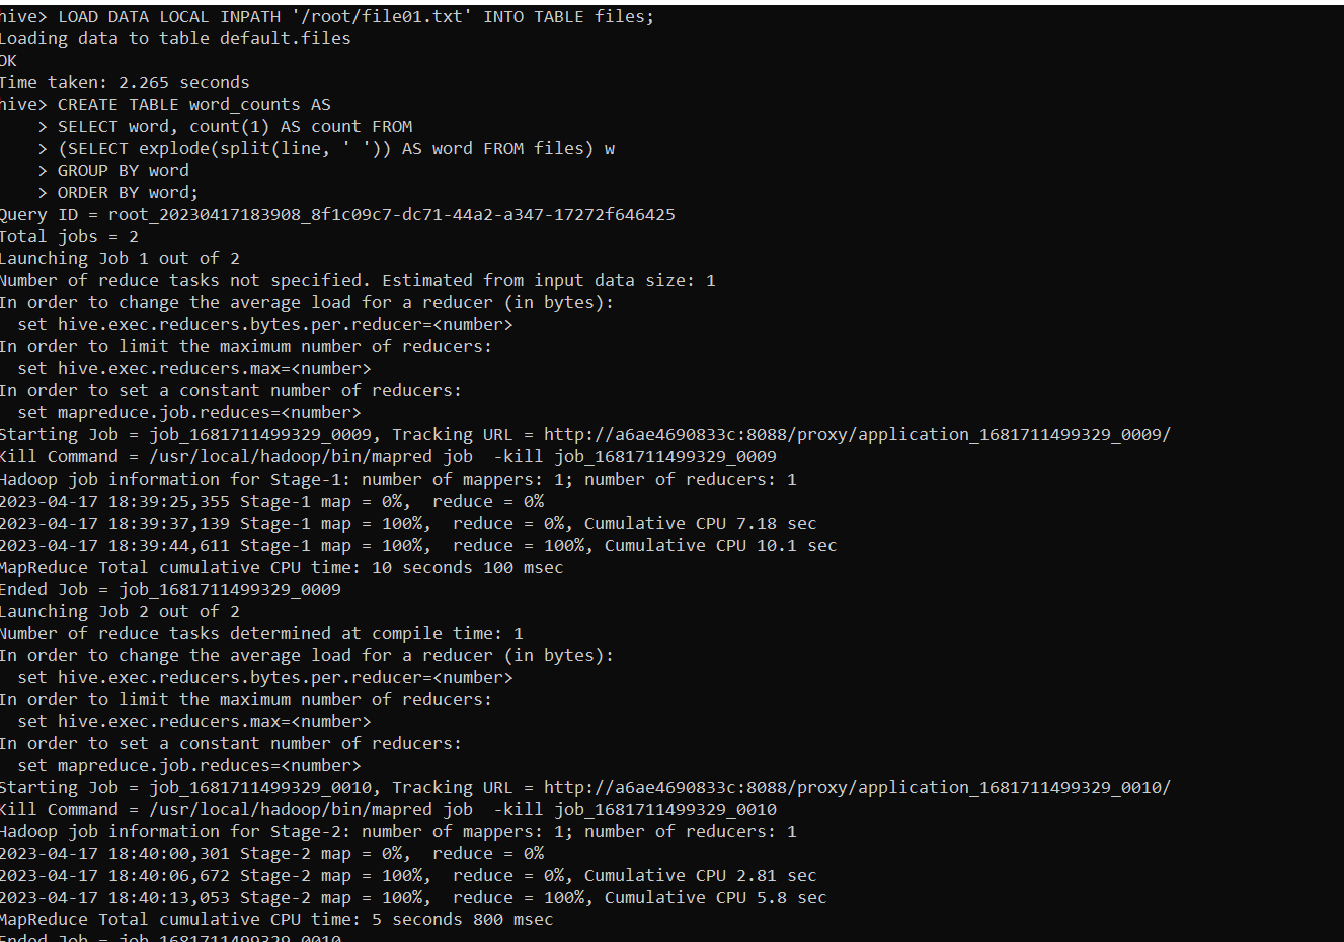 hive> LOAD DATA LOCAL INPATH '/root/file01.txt' INTO TABLE files;
Loading data to table default.files
OK
Time taken: 2.265 seconds
hive> CREATE TABLE word_counts AS
    > SELECT word, count(1) AS count FROM
    > (SELECT explode(split(line, ' ')) AS word FROM files) w
    > GROUP BY word
    > ORDER BY word;
Query ID = root_20230417183908_8f1c09c7-dc71-44a2-a347-17272f646425
Total jobs = 2
Launching Job 1 out of 2
Number of reduce tasks not specified. Estimated from input data size: 1
In order to change the average load for a reducer (in bytes):
  set hive.exec.reducers.bytes.per.reducer=<number>
In order to limit the maximum number of reducers:
  set hive.exec.reducers.max=<number>
In order to set a constant number of reducers:
  set mapreduce.job.reduces=<number>
Starting Job = job_1681711499329_0009, Tracking URL = http://a6ae4690833c:8088/proxy/application_1681711499329_0009/
Kill Command = /usr/local/hadoop/bin/mapred job  -kill job_1681711499329_0009
Hadoop job information for Stage-1: number of mappers: 1; number of reducers: 1
2023-04-17 18:39:25,355 Stage-1 map = 0%,  reduce = 0%
2023-04-17 18:39:37,139 Stage-1 map = 100%,  reduce = 0%, Cumulative CPU 7.18 sec
2023-04-17 18:39:44,611 Stage-1 map = 100%,  reduce = 100%, Cumulative CPU 10.1 sec
MapReduce Total cumulative CPU time: 10 seconds 100 msec
Ended Job = job_1681711499329_0009
Launching Job 2 out of 2
Number of reduce tasks determined at compile time: 1
In order to change the average load for a reducer (in bytes):
  set hive.exec.reducers.bytes.per.reducer=<number>
In order to limit the maximum number of reducers:
  set hive.exec.reducers.max=<number>
In order to set a constant number of reducers:
  set mapreduce.job.reduces=<number>
Starting Job = job_1681711499329_0010, Tracking URL = http://a6ae4690833c:8088/proxy/application_1681711499329_0010/
Kill Command = /usr/local/hadoop/bin/mapred job  -kill job_1681711499329_0010
Hadoop job information for Stage-2: number of mappers: 1; number of reducers: 1
2023-04-17 18:40:00,301 Stage-2 map = 0%,  reduce = 0%
2023-04-17 18:40:06,672 Stage-2 map = 100%,  reduce = 0%, Cumulative CPU 2.81 sec
2023-04-17 18:40:13,053 Stage-2 map = 100%,  reduce = 100%, Cumulative CPU 5.8 sec
MapReduce Total cumulative CPU time: 5 seconds 800 msec
Ended Job = job_1681711499329_0010